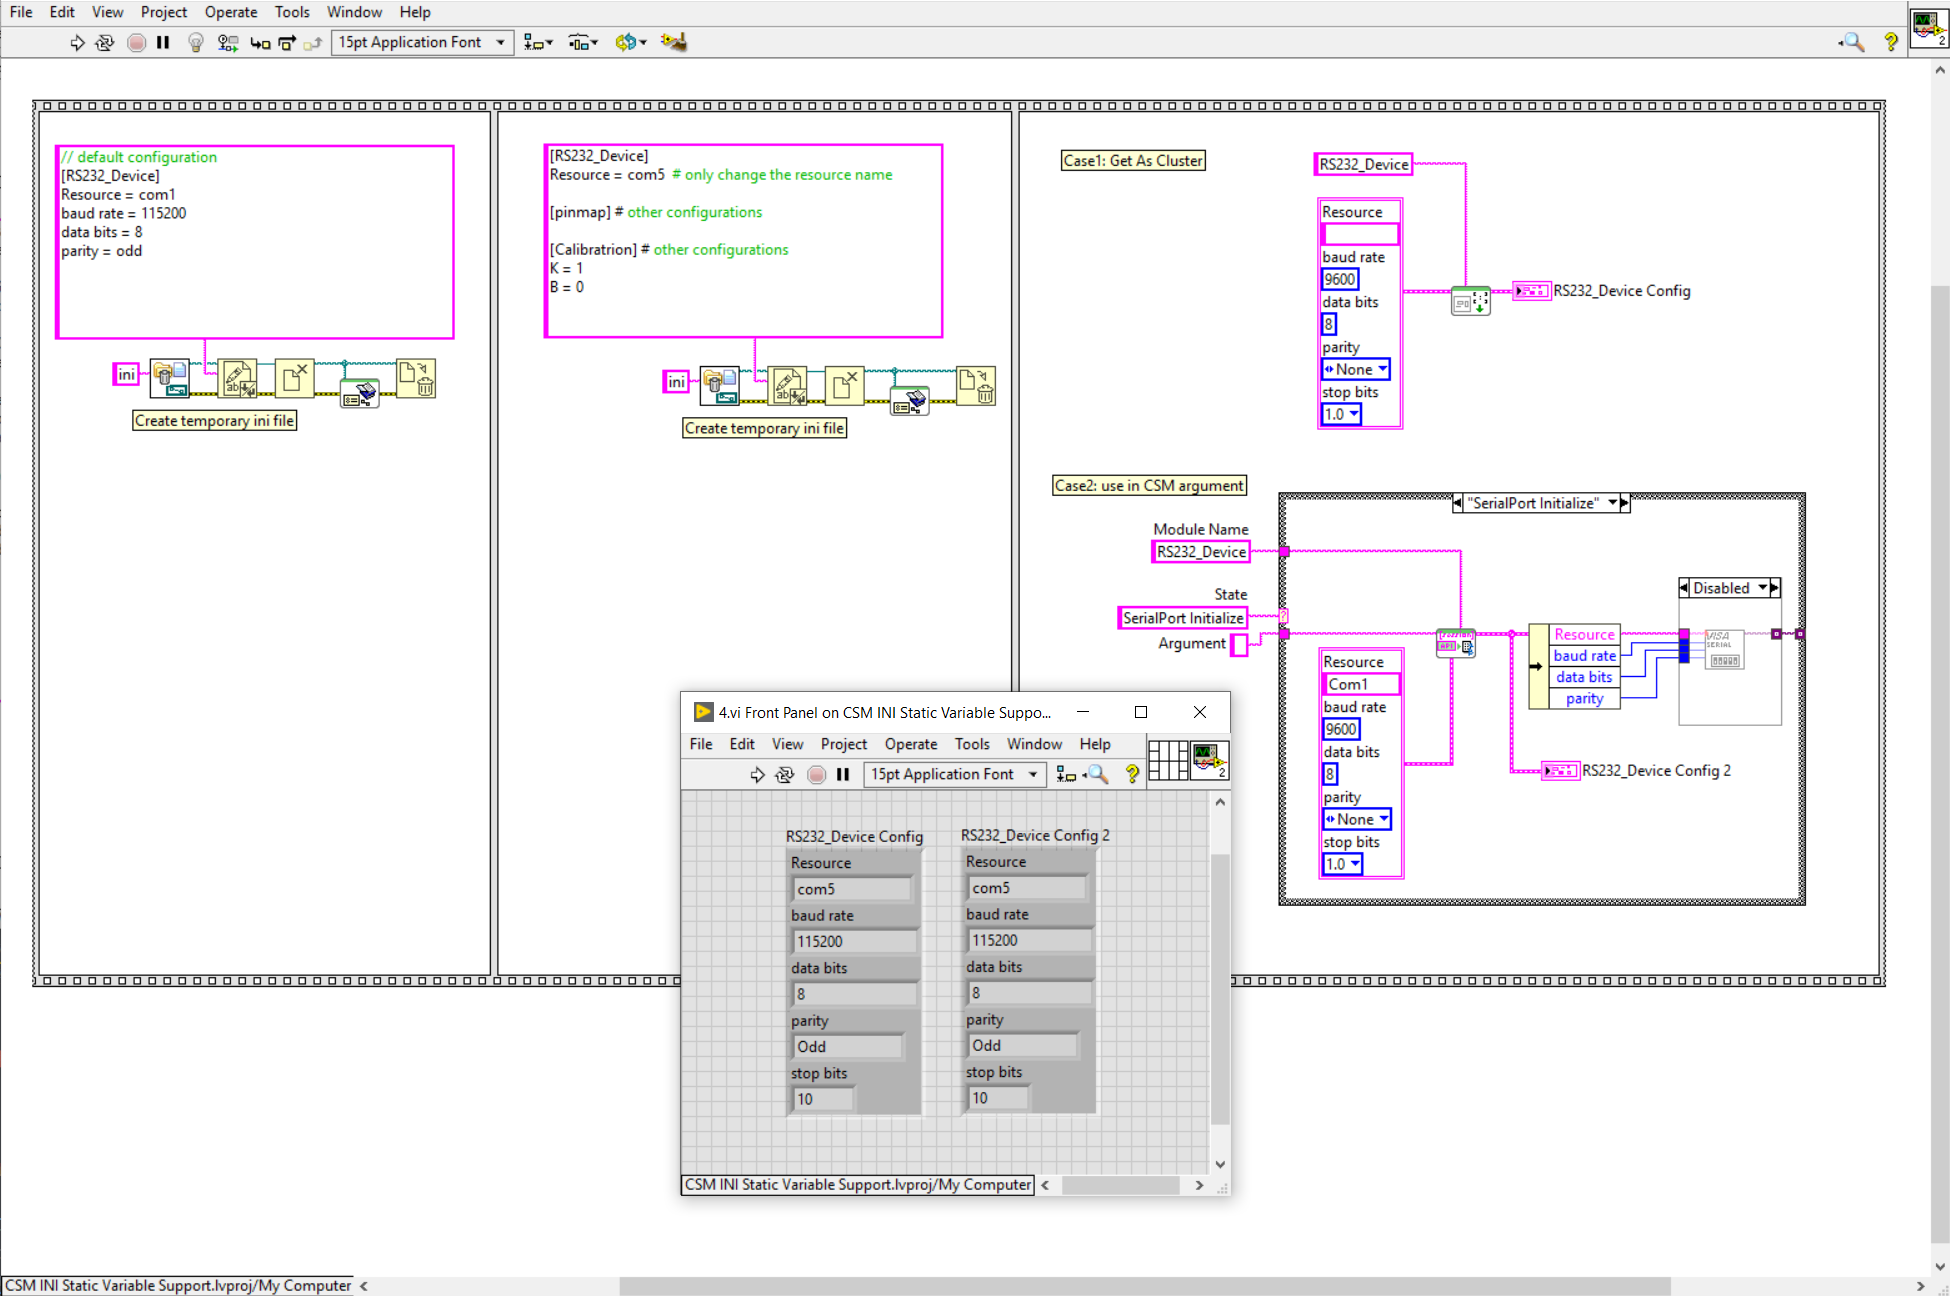 File Edit View Project Operate Tools Window Help
15pt Application Font
2
// default configuration
[RS232_Device]
Resource = com1
baud rate = 115200
data bits = 8
parity = odd
ini
Create temporary ini file
[RS232_Device]
Resource = com5 # only change the resource name
[pinmap] # other configurations
[Calibratrion] # other configurations
K = 1
B = 0
ini
Create temporary ini file
Case1: Get As Cluster
RS232_Device
Resource
baud rate
9600
data bits
8
parity
None
stop bits
1.0
RS232_Device Config
Case2: use in CSM argument
"SerialPort Initialize"
Module Name
RS232_Device
State
SerialPort Initialize
Argument
Resource
Com1
baud rate
9600
data bits
8
parity
None
stop bits
1.0
API
Resource
baud rate
data bits
parity
Disabled
VISA
SERIAL
RS232_Device Config 2
4.vi Front Panel on CSM INI Static Variable Suppo...
File Edit View Project Operate Tools Window Help
15pt Application Font
2
RS232_Device Config
Resource
com5
baud rate
115200
data bits
8
parity
Odd
stop bits
10
RS232_Device Config 2
Resource
com5
baud rate
115200
data bits
8
parity
Odd
stop bits
10
CSM INI Static Variable Support.lvproj/My Computer
CSM INI Static Variable Support.lvproj/My Computer